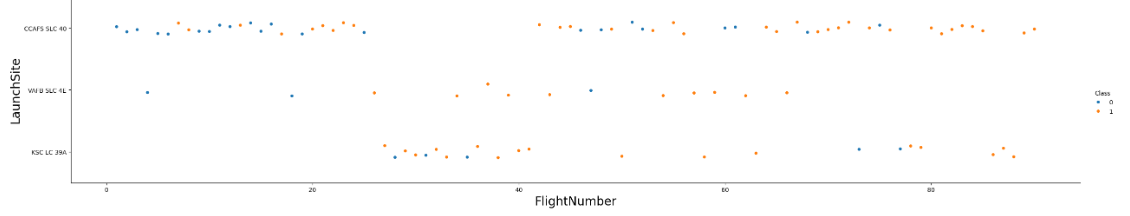 CCAFS SLC 40
VAFB SLC 4E
KSC LC 39A
LaunchSite
0 20 40 60 80
FlightNumber
Class
0
1